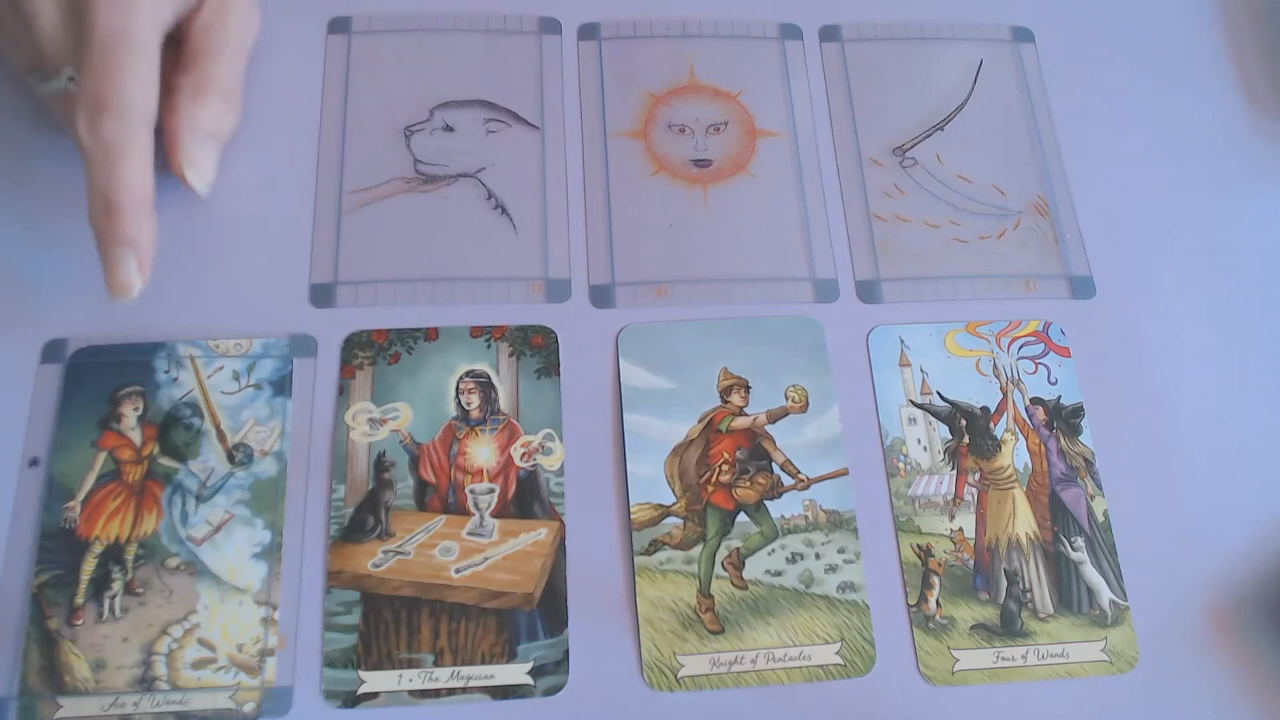 Ace of Wands
1 • The Magician
Knight of Pentacles
Four of Wands